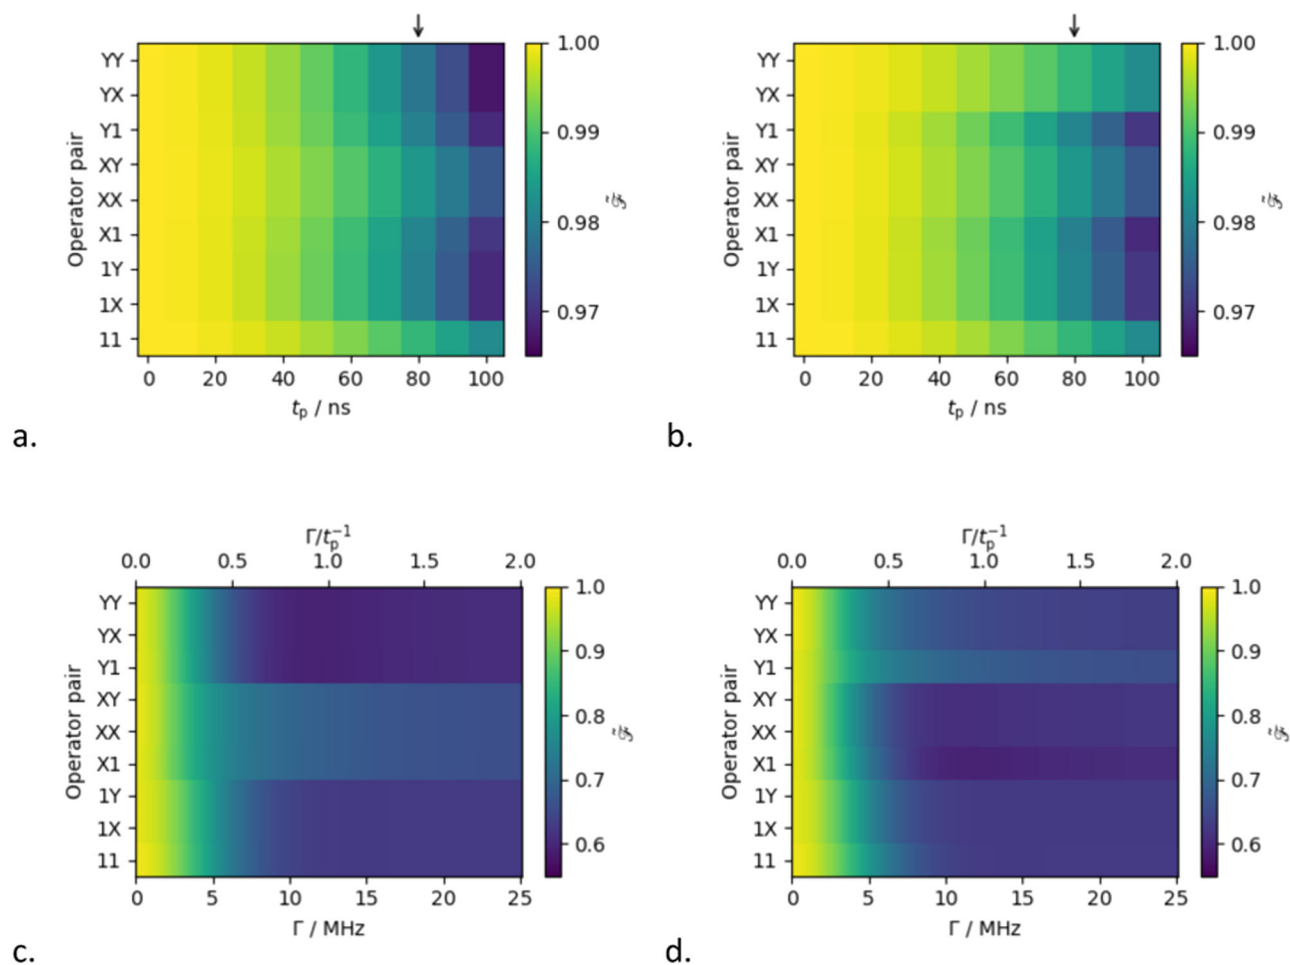 YY
YX
Y1
XY
XX
X1
1Y
1X
11
Operator pair
0 20 40 60 80 100
t_p / ns
1.00
0.99
0.98
0.97
ℱ̃
a.
YY
YX
Y1
XY
XX
X1
1Y
1X
11
Operator pair
0 20 40 60 80 100
t_p / ns
1.00
0.99
0.98
0.97
ℱ̃
b.
Γ/t_p^-1
0.0 0.5 1.0 1.5 2.0
YY
YX
Y1
XY
XX
X1
1Y
1X
11
Operator pair
0 5 10 15 20 25
Γ / MHz
1.0
0.9
0.8
0.7
0.6
ℱ̃
c.
Γ/t_p^-1
0.0 0.5 1.0 1.5 2.0
YY
YX
Y1
XY
XX
X1
1Y
1X
11
Operator pair
0 5 10 15 20 25
Γ / MHz
1.0
0.9
0.8
0.7
0.6
ℱ̃
d.